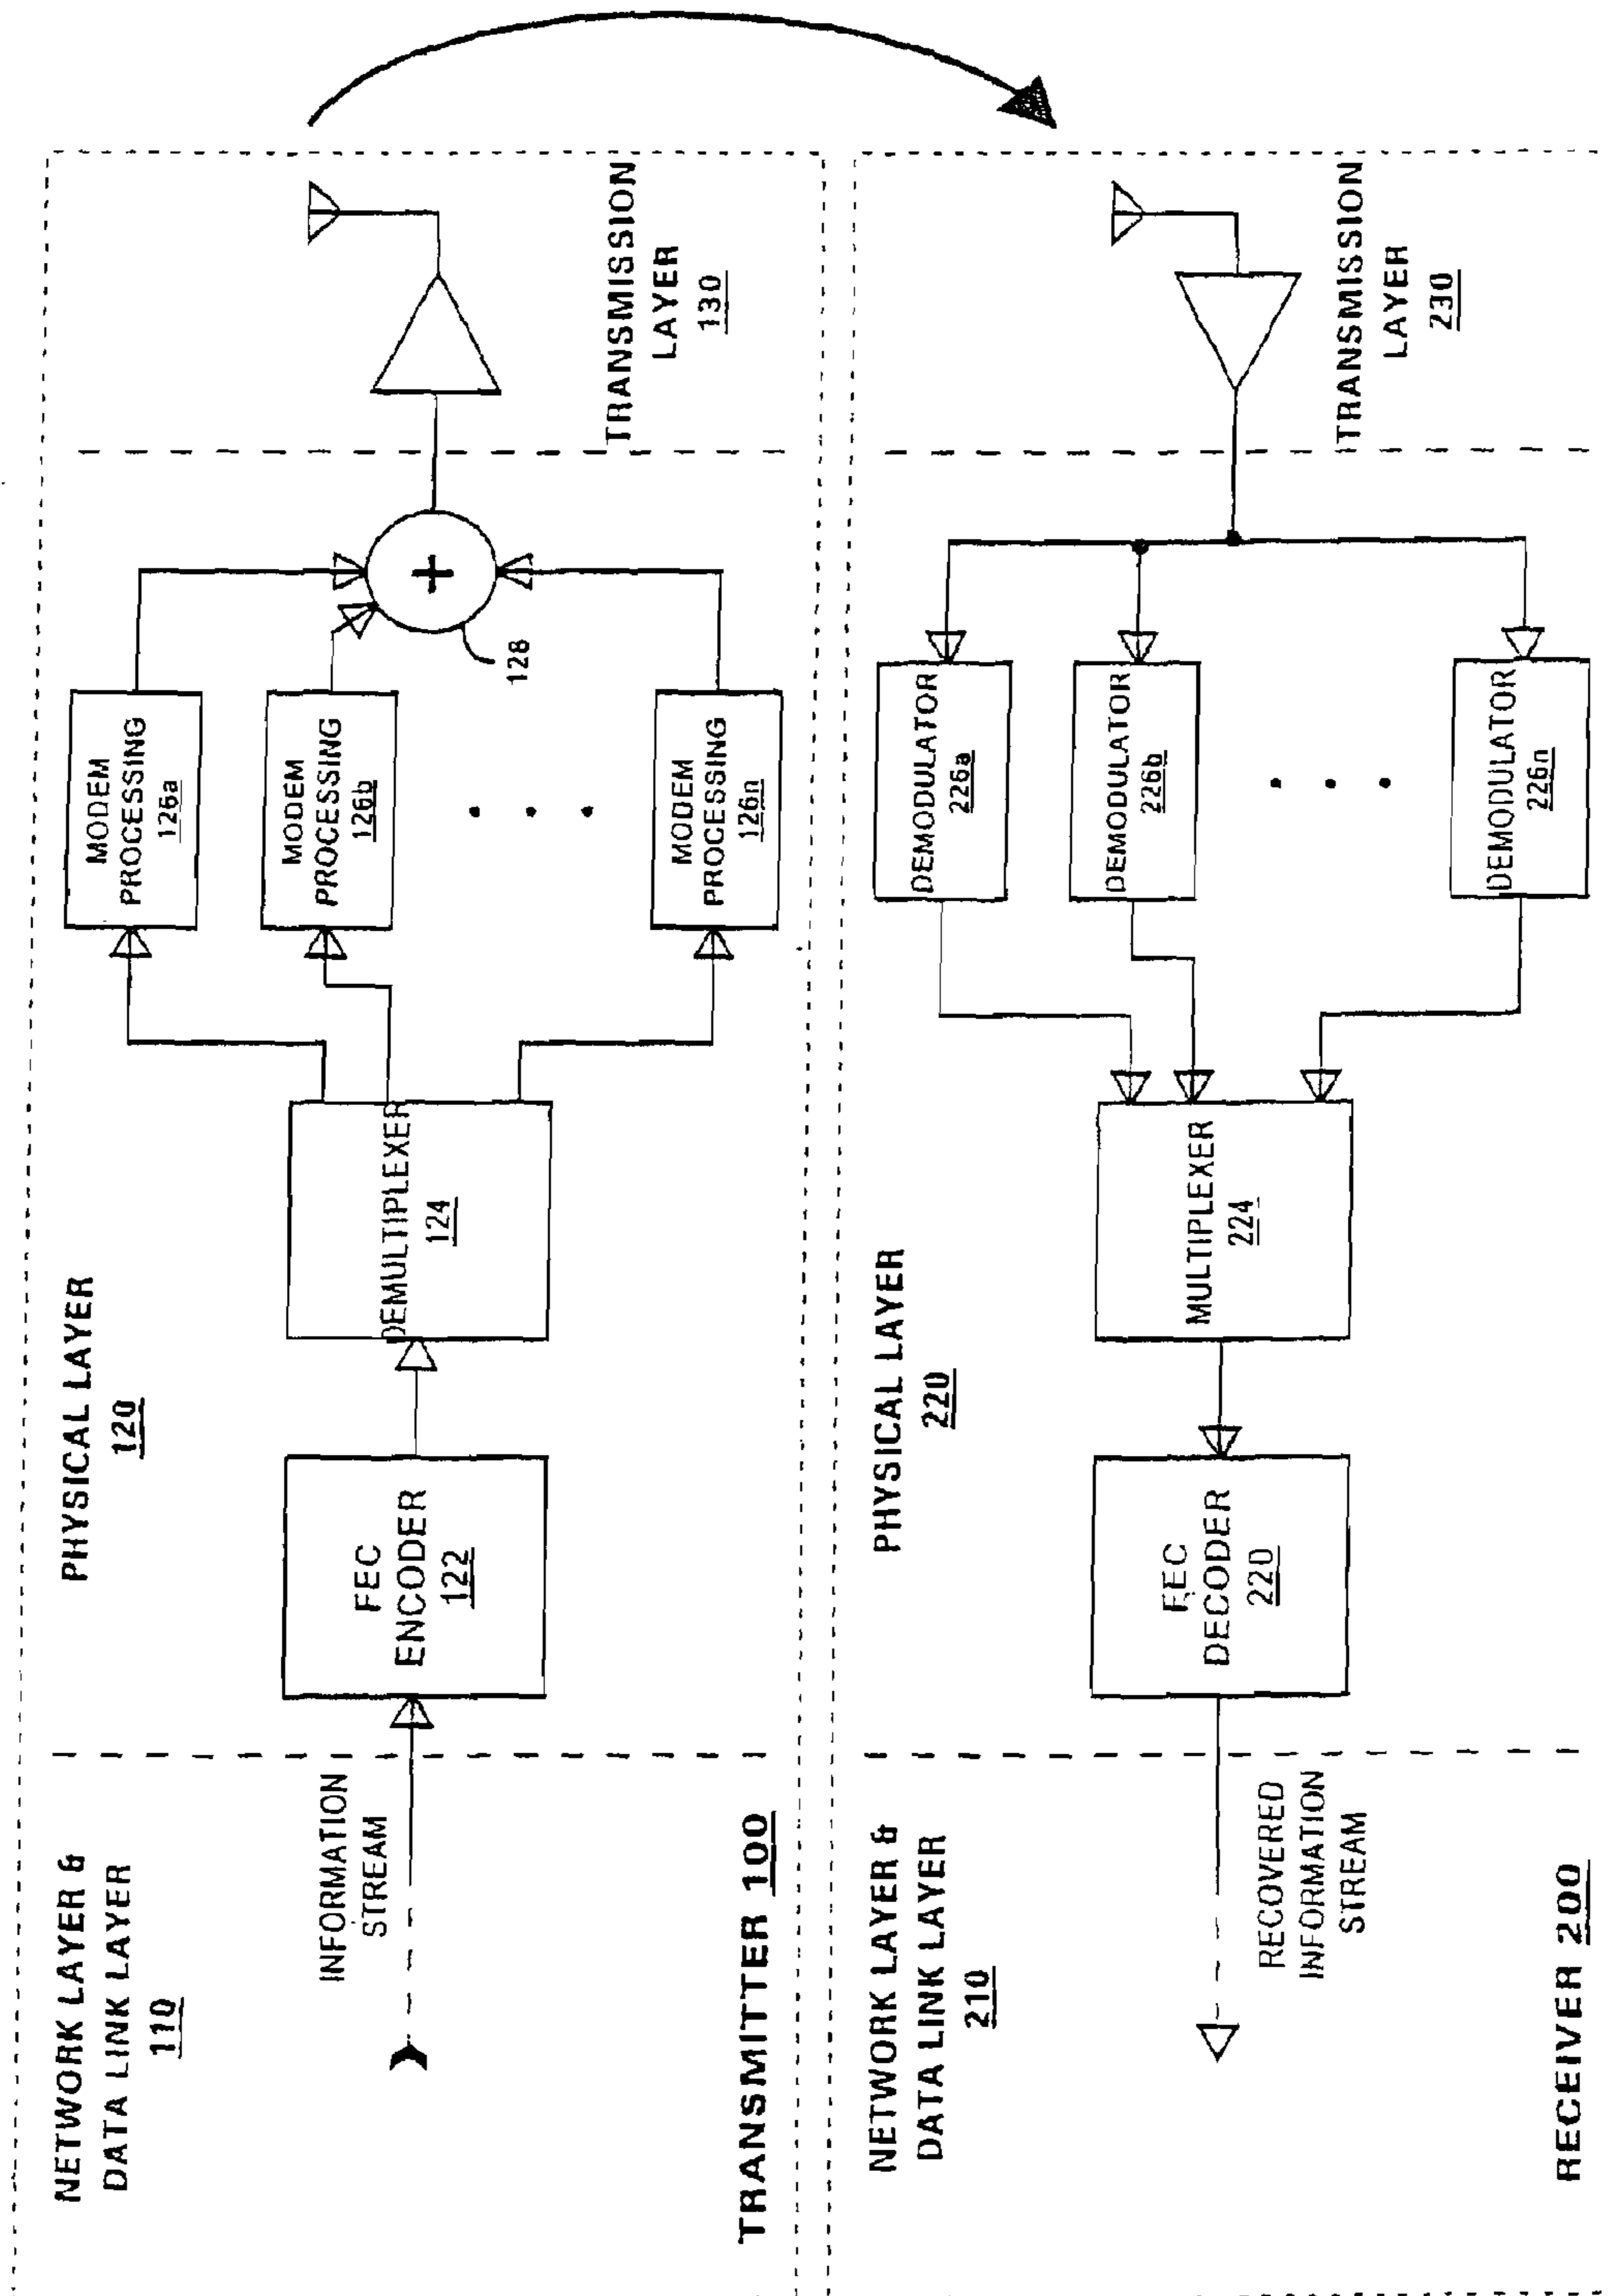 NETWORK LAYER &
DATA LINK LAYER
110
INFORMATION
STREAM
TRANSMITTER 100
PHYSICAL LAYER
120
FEC
ENCODER
122
DEMULTIPLEXER
124
MODEM
PROCESSING
126a
MODEM
PROCESSING
126b
MODEM
PROCESSING
126n
+
128
TRANSMISSION
LAYER
130
NETWORK LAYER &
DATA LINK LAYER
210
RECOVERED
INFORMATION
STREAM
RECEIVER 200
PHYSICAL LAYER
220
FEC
DECODER
220
MULTIPLEXER
224
DEMODULATOR
226a
DEMODULATOR
226b
DEMODULATOR
226n
TRANSMISSION
LAYER
230